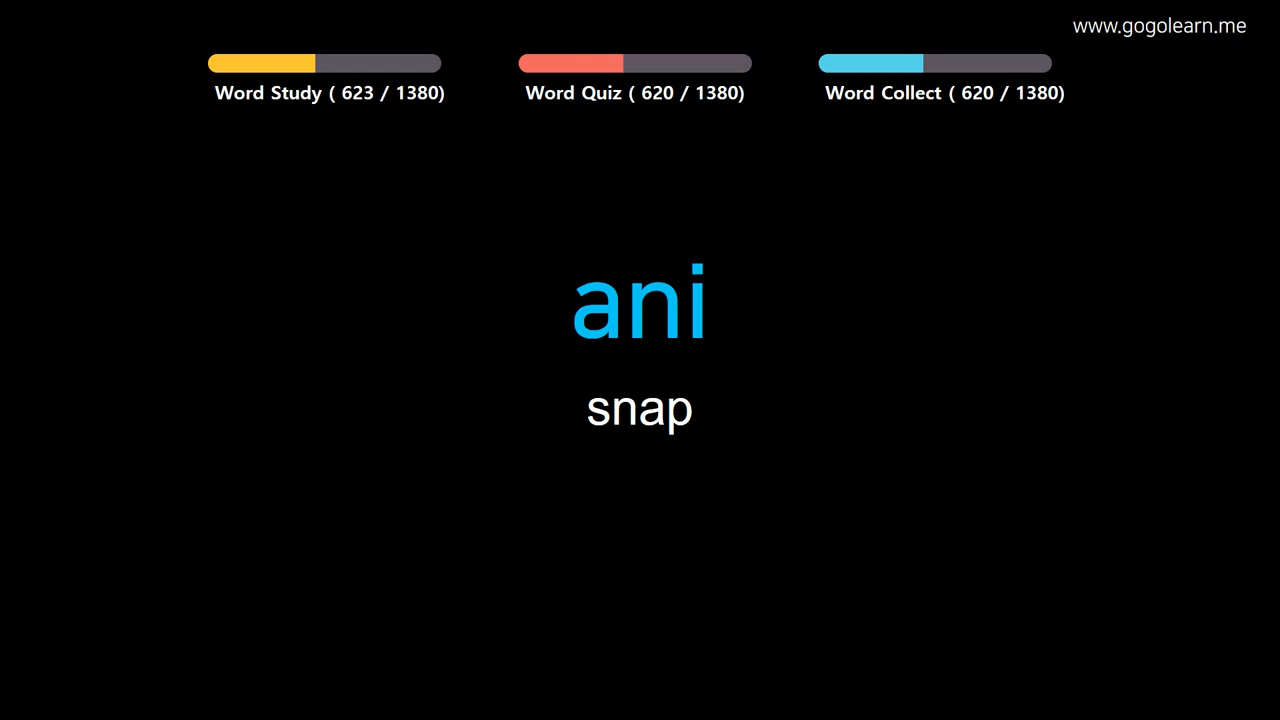 www.gogolearn.me
Word Study ( 623 / 1380)
Word Quiz ( 620 / 1380)
Word Collect ( 620 / 1380)
ani
snap